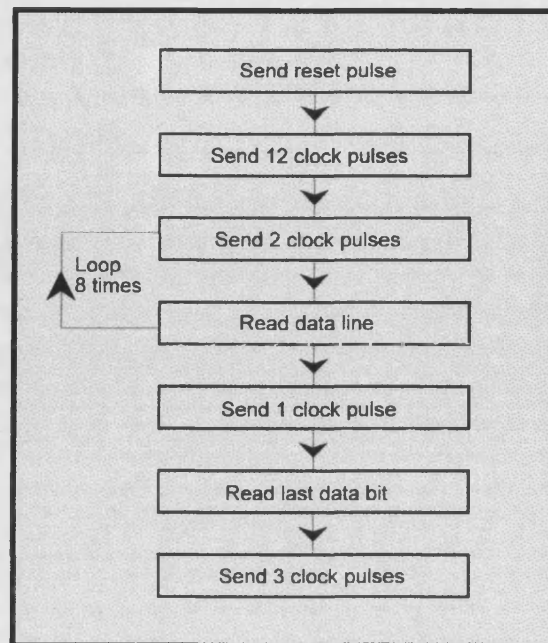 Send reset pulse
Send 12 clock pulses
Send 2 clock pulses
Loop
8 times
Read data line
Send 1 clock pulse
Read last data bit
Send 3 clock pulses